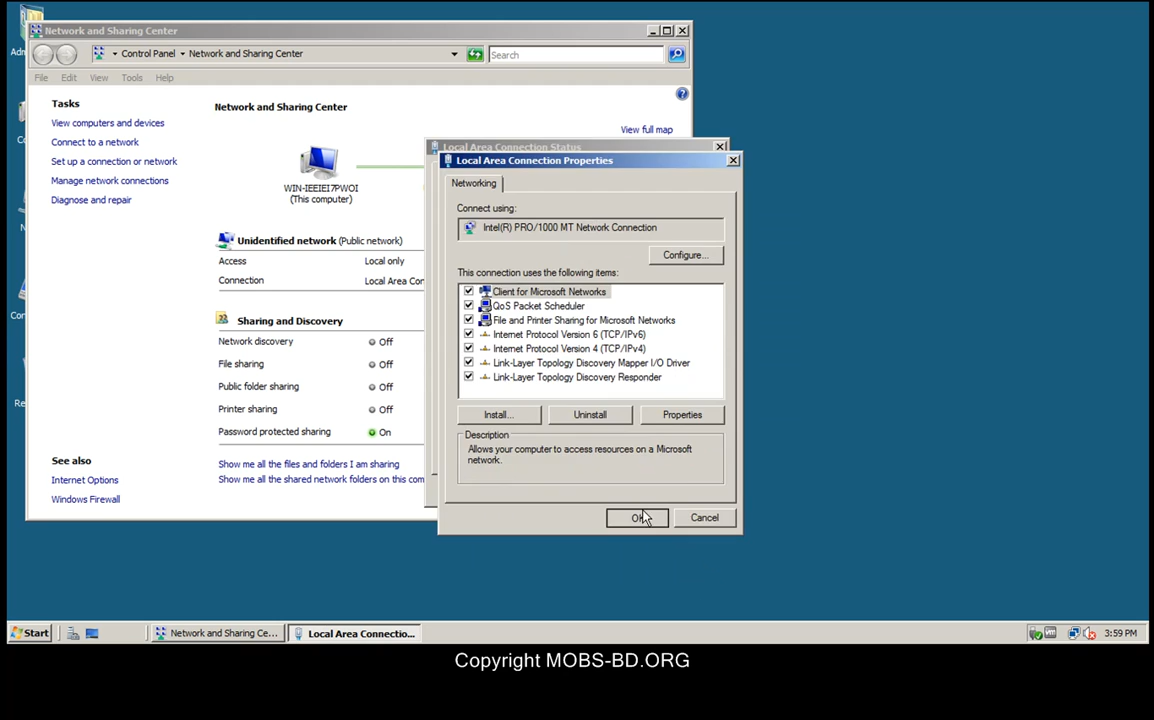 Network and Sharing Center
Control Panel
Network and Sharing Center
Search
File Edit View Tools Help
Tasks
View computers and devices
Connect to a network
Set up a connection or network
Manage network connections
Diagnose and repair
See also
Internet Options
Windows Firewall
Network and Sharing Center
View full map
WIN-IEEIEI7PWOI
(This computer)
Unidentified network (Public network)
Access Local only
Connection Local Area Con
Sharing and Discovery
Network discovery Off
File sharing Off
Public folder sharing Off
Printer sharing Off
Password protected sharing On
Show me all the files and folders I am sharing
Show me all the shared network folders on this com
Local Area Connection Status
Local Area Connection Properties
Networking
Connect using:
Intel(R) PRO/1000 MT Network Connection
Configure...
This connection uses the following items:
Client for Microsoft Networks
QoS Packet Scheduler
File and Printer Sharing for Microsoft Networks
Internet Protocol Version 6 (TCP/IPv6)
Internet Protocol Version 4 (TCP/IPv4)
Link-Layer Topology Discovery Mapper I/O Driver
Link-Layer Topology Discovery Responder
Install... Uninstall Properties
Description
Allows your computer to access resources on a Microsoft
network.
OK Cancel
Start
Network and Sharing Ce...
Local Area Connectio...
3:59 PM
Copyright MOBS-BD.ORG